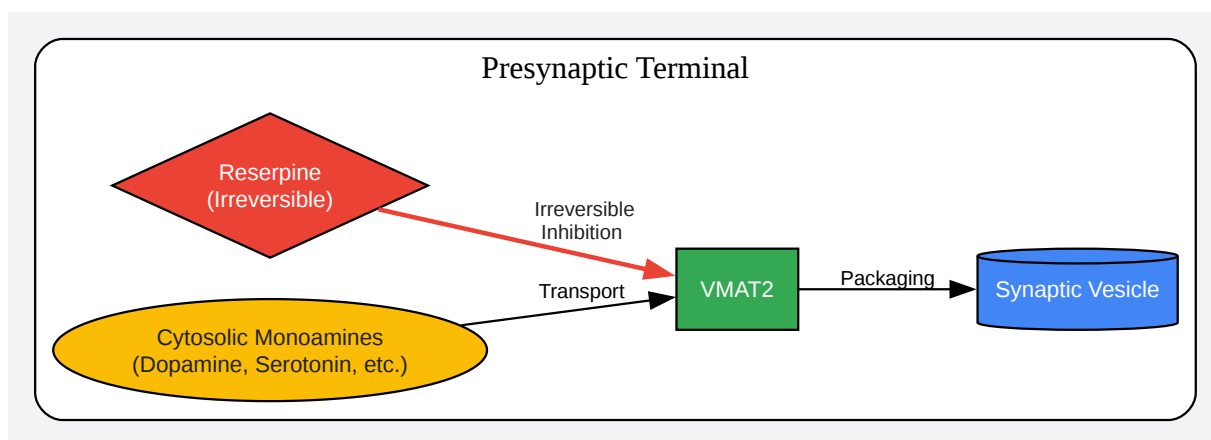 Presynaptic Terminal
Reserpine
(Irreversible)
Irreversible
Inhibition
Transport
VMAT2
Packaging
Synaptic Vesicle
Cytosolic Monoamines
(Dopamine, Serotonin, etc.)